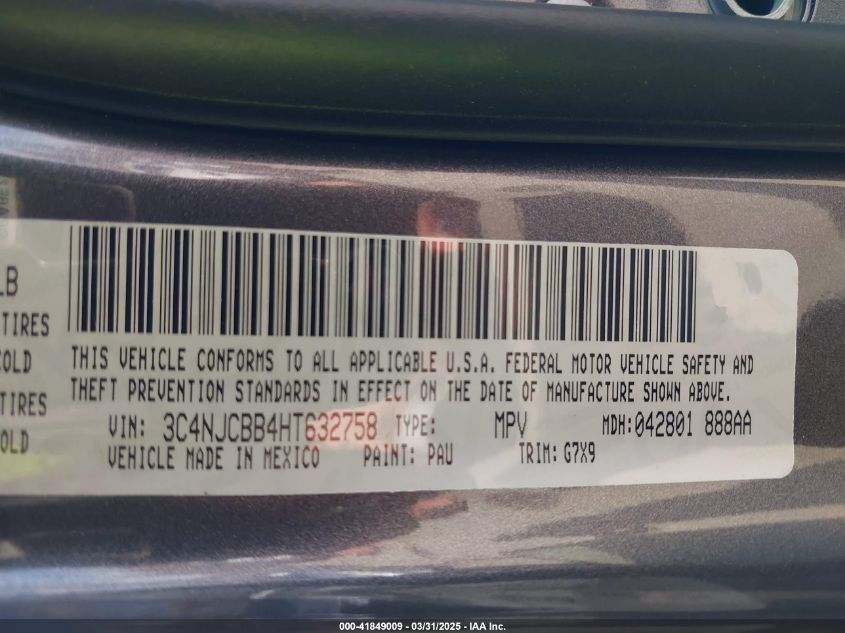 LB
TIRES
COLD
TIRES
OLD
THIS VEHICLE CONFORMS TO ALL APPLICABLE U.S.A. FEDERAL MOTOR VEHICLE SAFETY AND
THEFT PREVENTION STANDARDS IN EFFECT ON THE DATE OF MANUFACTURE SHOWN ABOVE.
VIN: 3C4NJCBB4HT632758 TYPE: MPV MDH: 042801 888AA
VEHICLE MADE IN MEXICO PAINT: PAU TRIM: G7X9
000-41849009 - 03/31/2025 - IAA Inc.